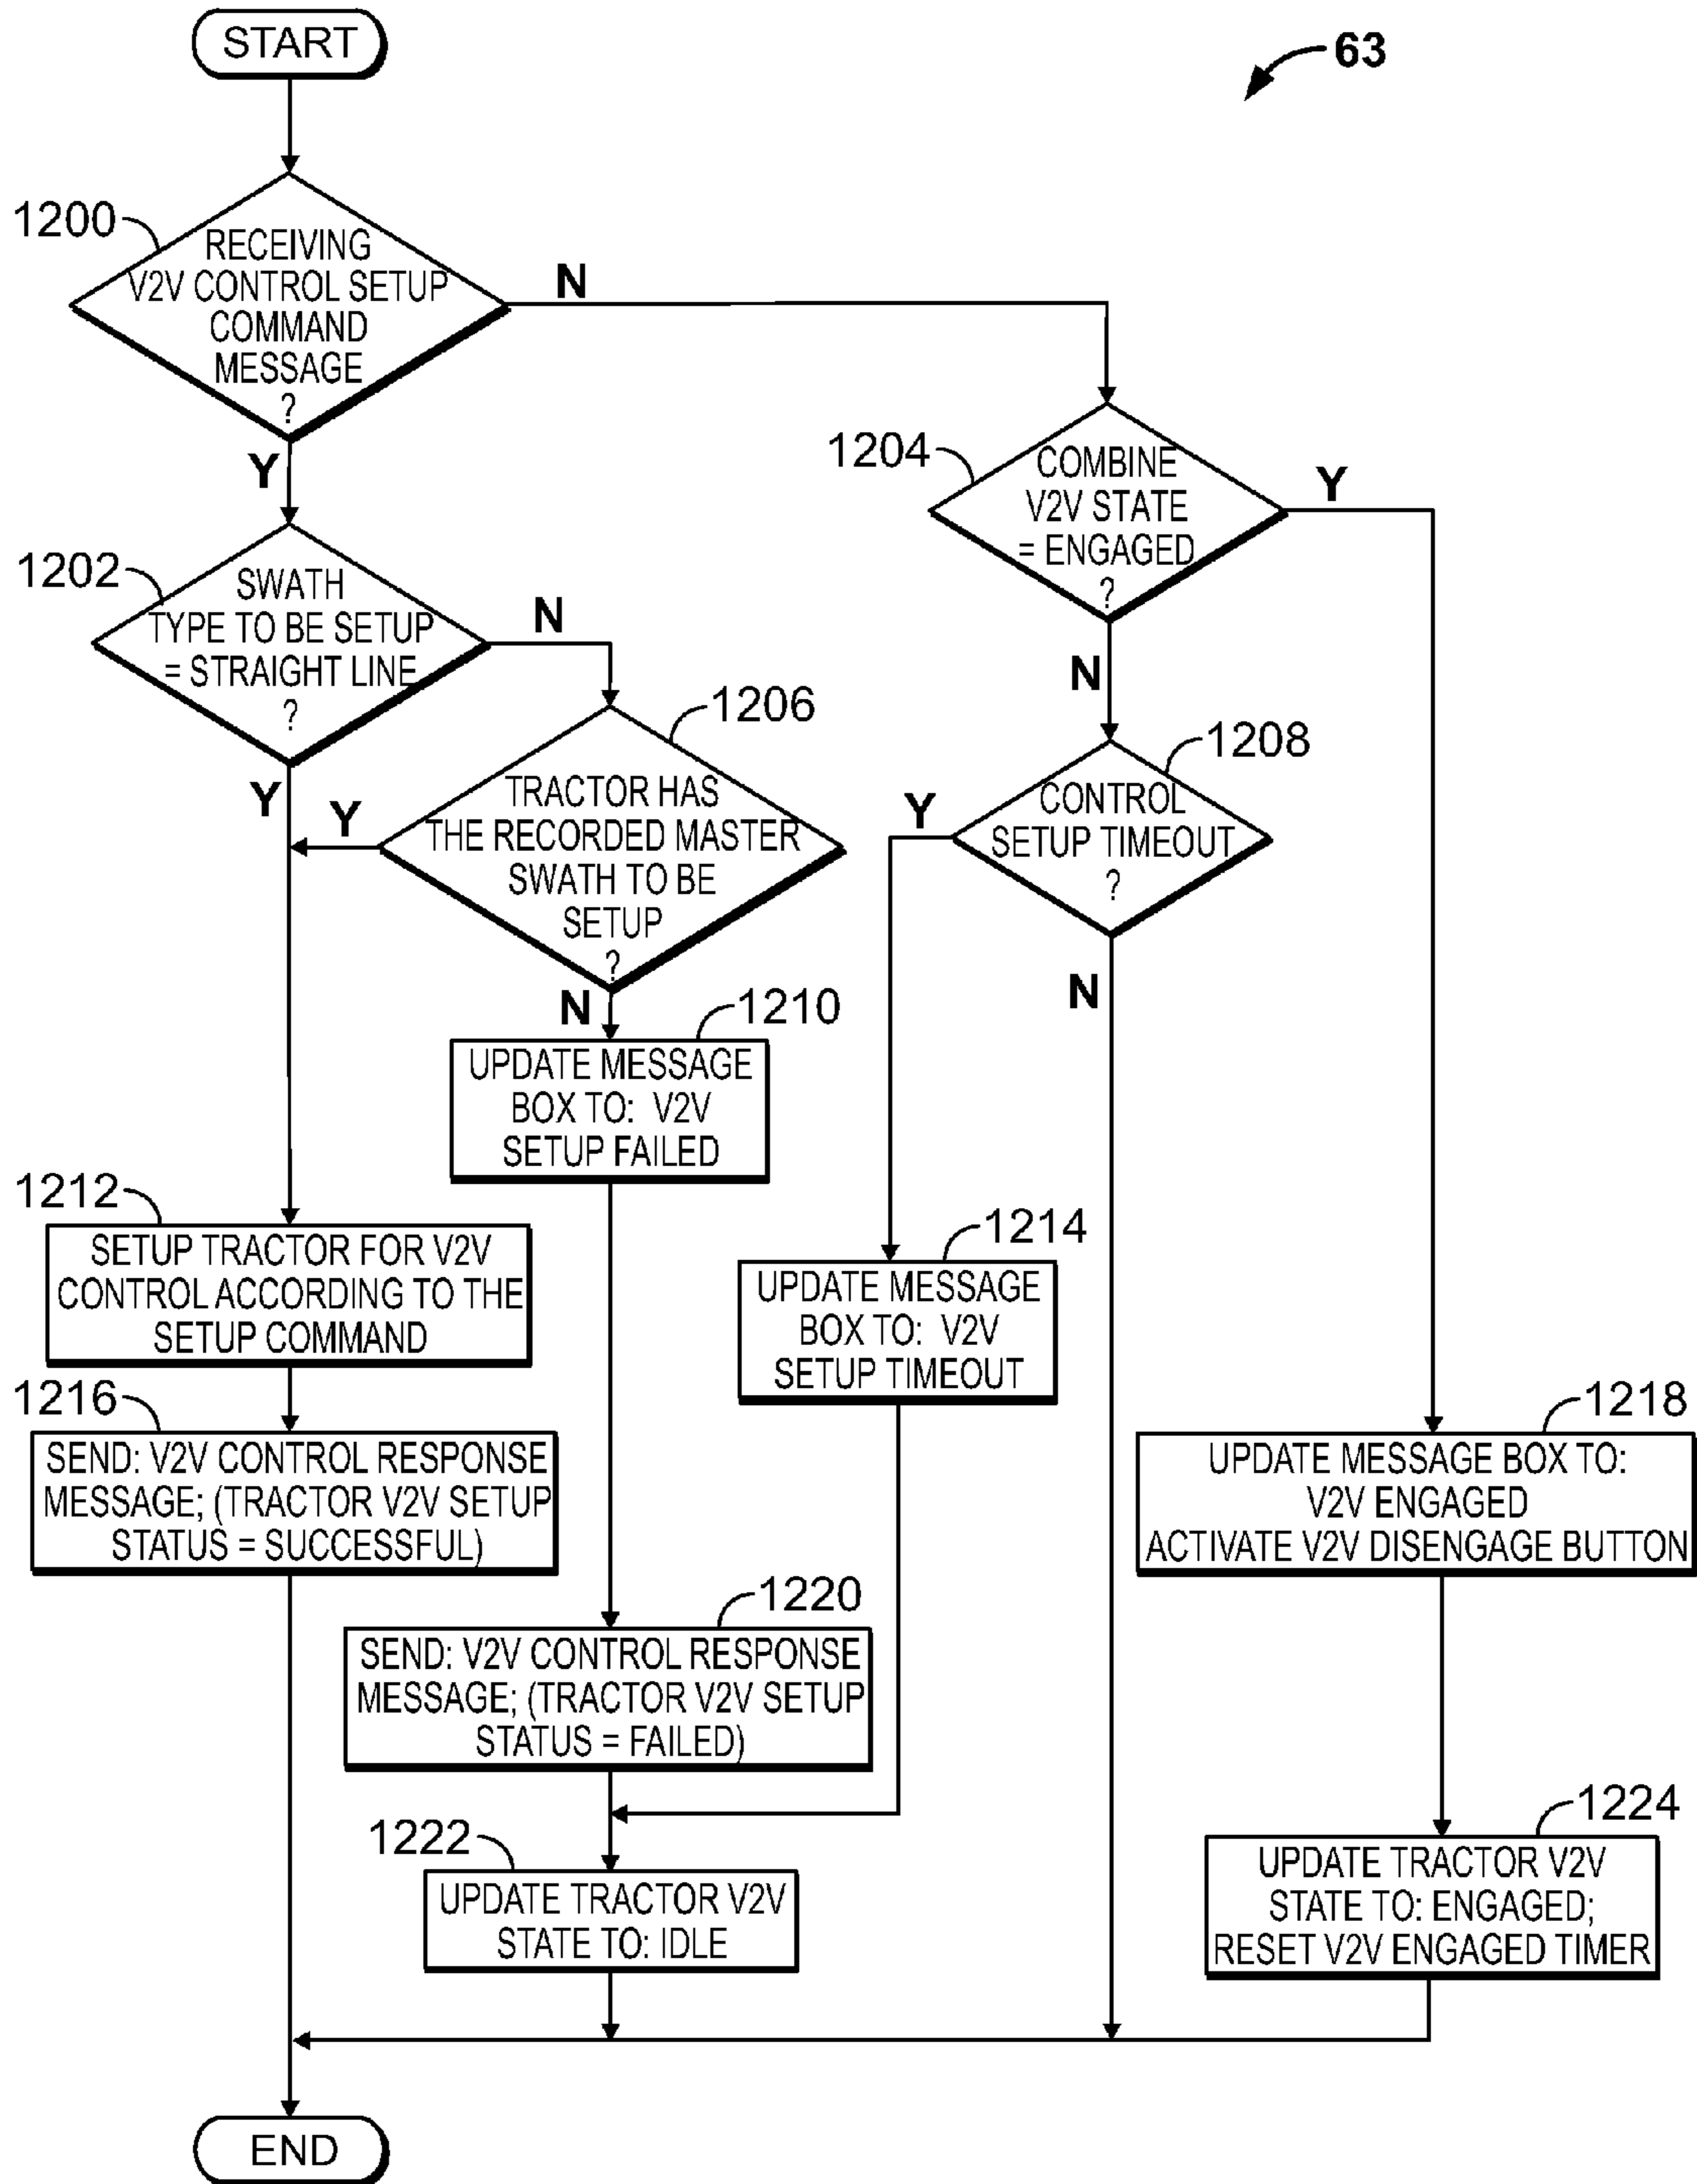 START
63
1200
RECEIVING
V2V CONTROL SETUP
COMMAND
MESSAGE
?
N
Y
1204
COMBINE
V2V STATE
= ENGAGED
?
Y
N
1202
SWATH
TYPE TO BE SETUP
= STRAIGHT LINE
?
N
Y
1206
TRACTOR HAS
THE RECORDED MASTER
SWATH TO BE
SETUP
?
Y
N
1208
CONTROL
SETUP TIMEOUT
?
Y
N
1210
UPDATE MESSAGE
BOX TO: V2V
SETUP FAILED
1212
SETUP TRACTOR FOR V2V
CONTROL ACCORDING TO THE
SETUP COMMAND
1214
UPDATE MESSAGE
BOX TO: V2V
SETUP TIMEOUT
1216
SEND: V2V CONTROL RESPONSE
MESSAGE; (TRACTOR V2V SETUP
STATUS = SUCCESSFUL)
1218
UPDATE MESSAGE BOX TO:
V2V ENGAGED
ACTIVATE V2V DISENGAGE BUTTON
1220
SEND: V2V CONTROL RESPONSE
MESSAGE; (TRACTOR V2V SETUP
STATUS = FAILED)
1222
UPDATE TRACTOR V2V
STATE TO: IDLE
1224
UPDATE TRACTOR V2V
STATE TO: ENGAGED;
RESET V2V ENGAGED TIMER
END